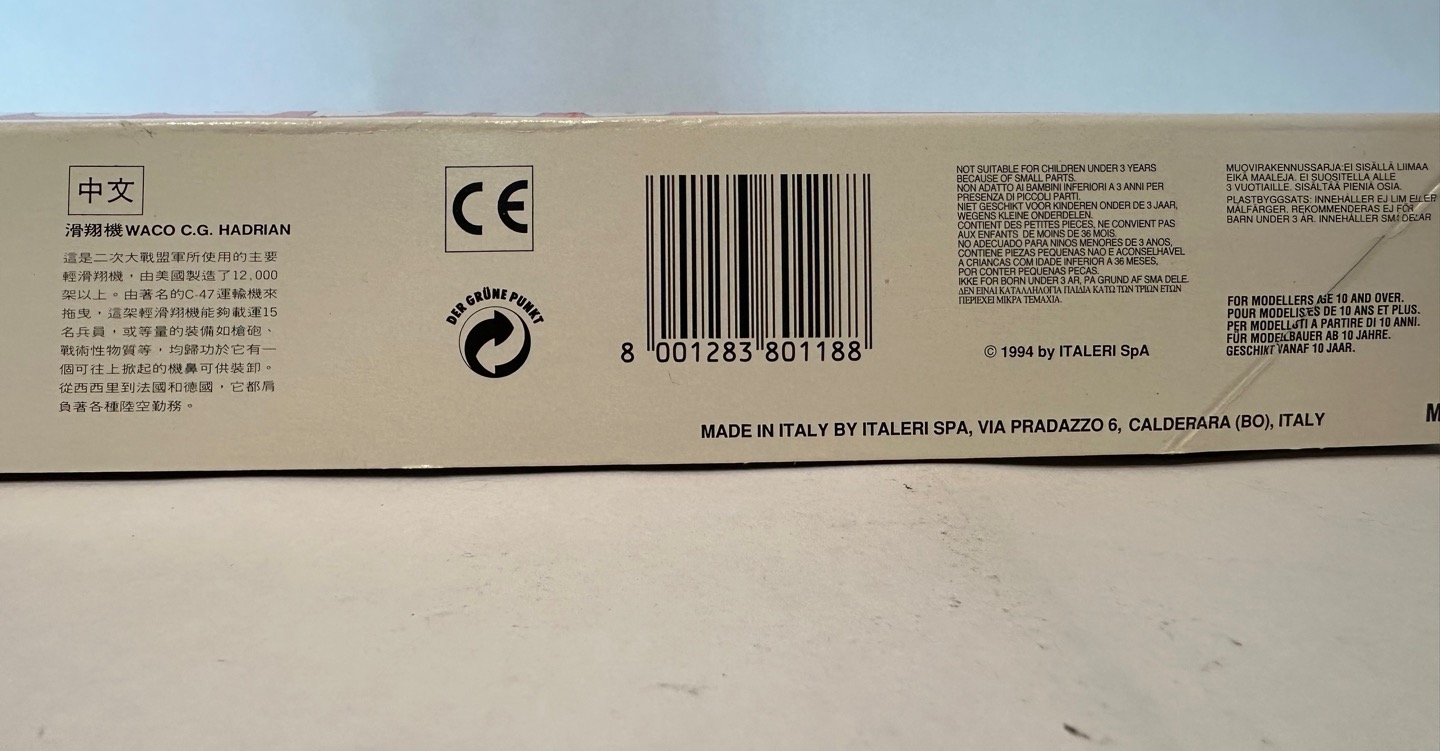 中文
滑翔機WACO C.G. HADRIAN
這是二次大戰盟軍所使用的主要
輕滑翔機，由美國製造了12,000
架以上。由著名的C-47運輸機來
拖曳，這架輕滑翔機能夠載運15
名兵員，或等量的裝備如槍砲、
戰術性物質等，均歸功於它有一
個可往上掀起的機鼻可供裝卸。
從西西里到法國和德國，它都肩
負著各種陸空勤務。
CE
DER GRÜNE PUNKT
8 001283 801188
NOT SUITABLE FOR CHILDREN UNDER 3 YEARS
BECAUSE OF SMALL PARTS.
NON ADATTO AI BAMBINI INFERIORI A 3 ANNI PER
PRESENZA DI PICCOLI PARTI.
NIET GESCHIKT VOOR KINDEREN ONDER DE 3 JAAR,
WEGENS KLEINE ONDERDELEN.
CONTIENT DES PETITES PIECES, NE CONVIENT PAS
AUX ENFANTS DE MOINS DE 36 MOIS.
NO ADECUADO PARA NINOS MENORES DE 3 ANOS,
CONTIENE PIEZAS PEQUENAS NAO E ACONSELHAVEL
A CRIANCAS COM IDADE INFERIOR A 36 MESES,
POR CONTER PEQUENAS PECAS.
IKKE FOR BORN UNDER 3 AR, PA GRUND AF SMA DELE.
ΔΕΝ ΕΙΝΑΙ ΚΑΤΑΛΛΗΛΟΓΙΑ ΠΑΙΔΙΑ ΚΑΤΩ ΤΩΝ ΤΡΙΩΝ ΕΤΩΝ
ΠΕΡΙΕΧΕΙ ΜΙΚΡΑ ΤΕΜΑΧΙΑ.
© 1994 by ITALERI SpA
MUOVIRAKENNUSSARJA:EI SISÄLLÄ LIIMAA
EIKÄ MAALEJA. EI SUOSITELLA ALLE
3 VUOTIAILLE. SISÄLTÄÄ PIENIÄ OSIA.
PLASTBYGGSATS: INNEHÅLLER EJ LIM ELLER
MÅLFÄRGER. REKOMMENDERAS EJ FÖR
BARN UNDER 3 ÅR. INNEHÅLLER SMÅ DELAR
FOR MODELLERS AGE 10 AND OVER.
POUR MODELISTES DE 10 ANS ET PLUS.
PER MODELLISTI A PARTIRE DI 10 ANNI.
FÜR MODELLBAUER AB 10 JAHRE.
GESCHIKT VANAF 10 JAAR.
MADE IN ITALY BY ITALERI SPA, VIA PRADAZZO 6, CALDERARA (BO), ITALY